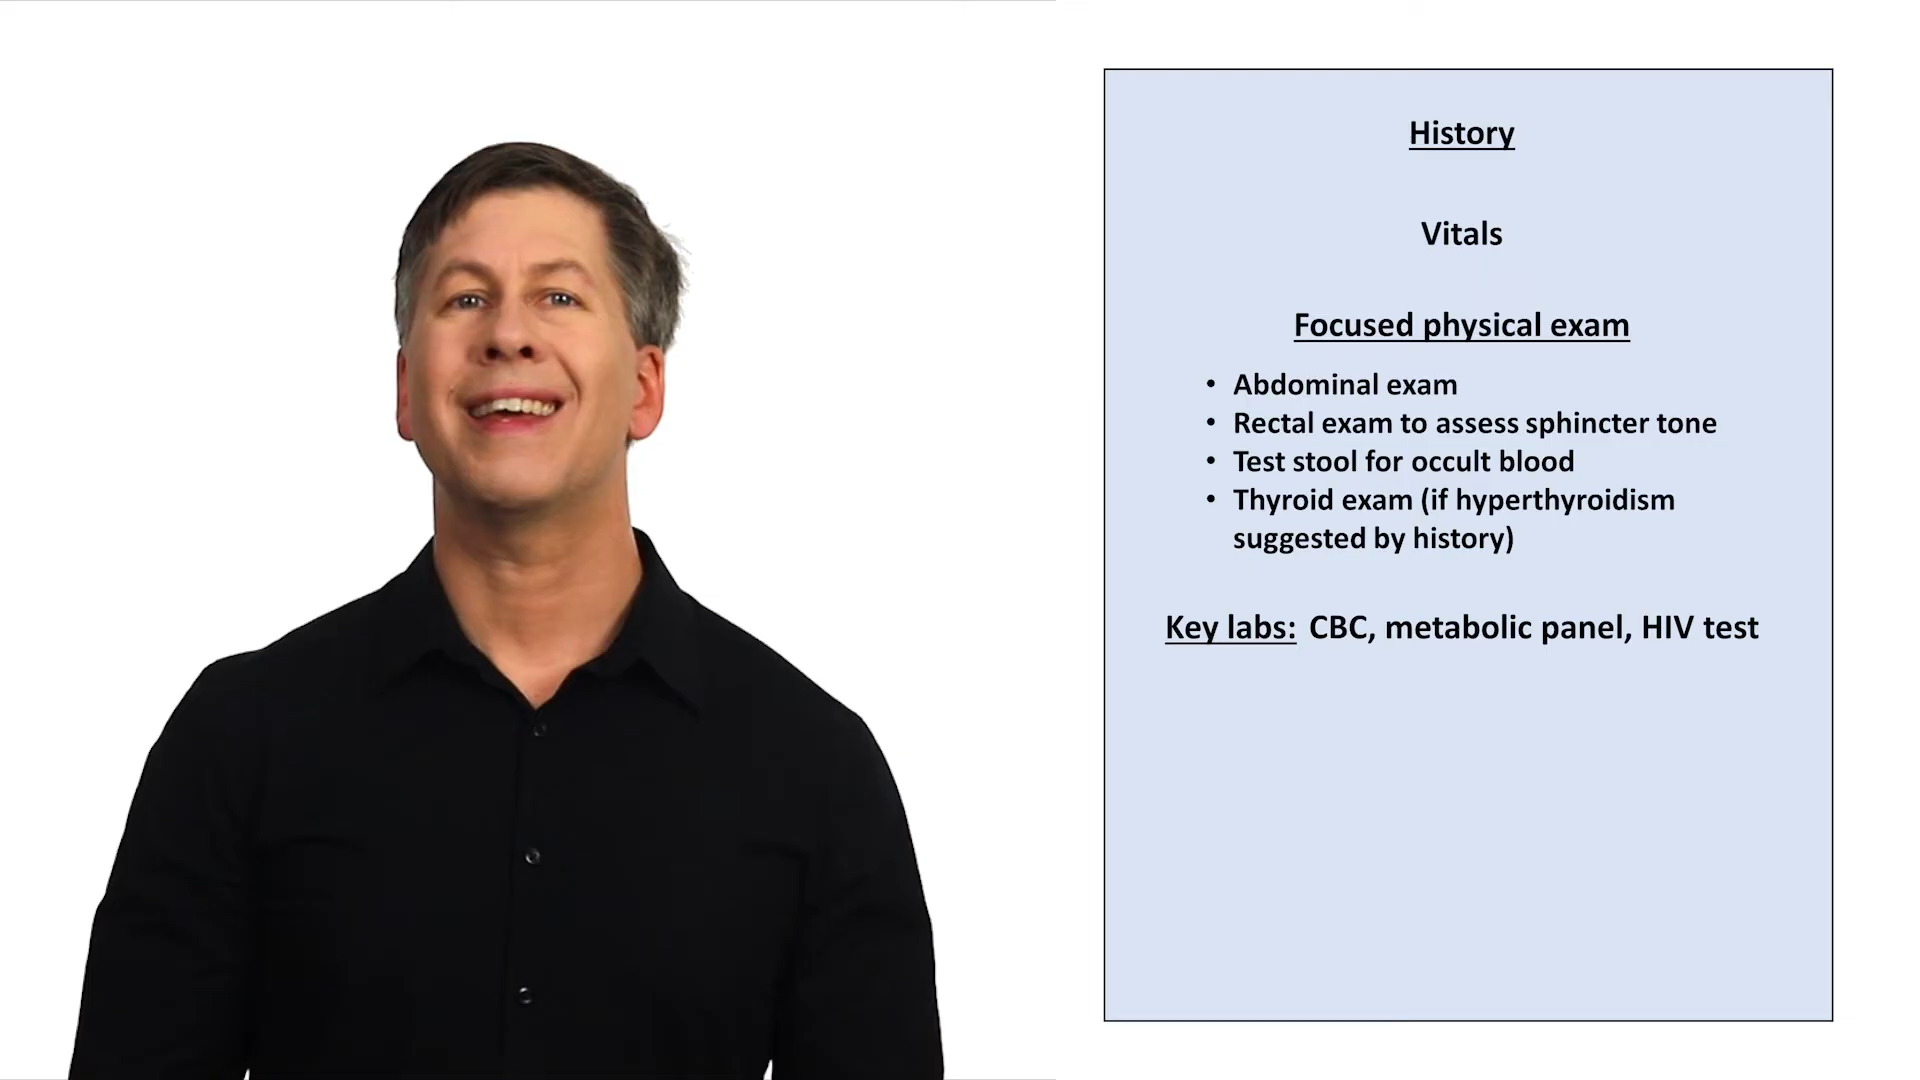 History
Vitals
Focused physical exam
• Abdominal exam
• Rectal exam to assess sphincter tone
• Test stool for occult blood
• Thyroid exam (if hyperthyroidism
suggested by history)
Key labs: CBC, metabolic panel, HIV test